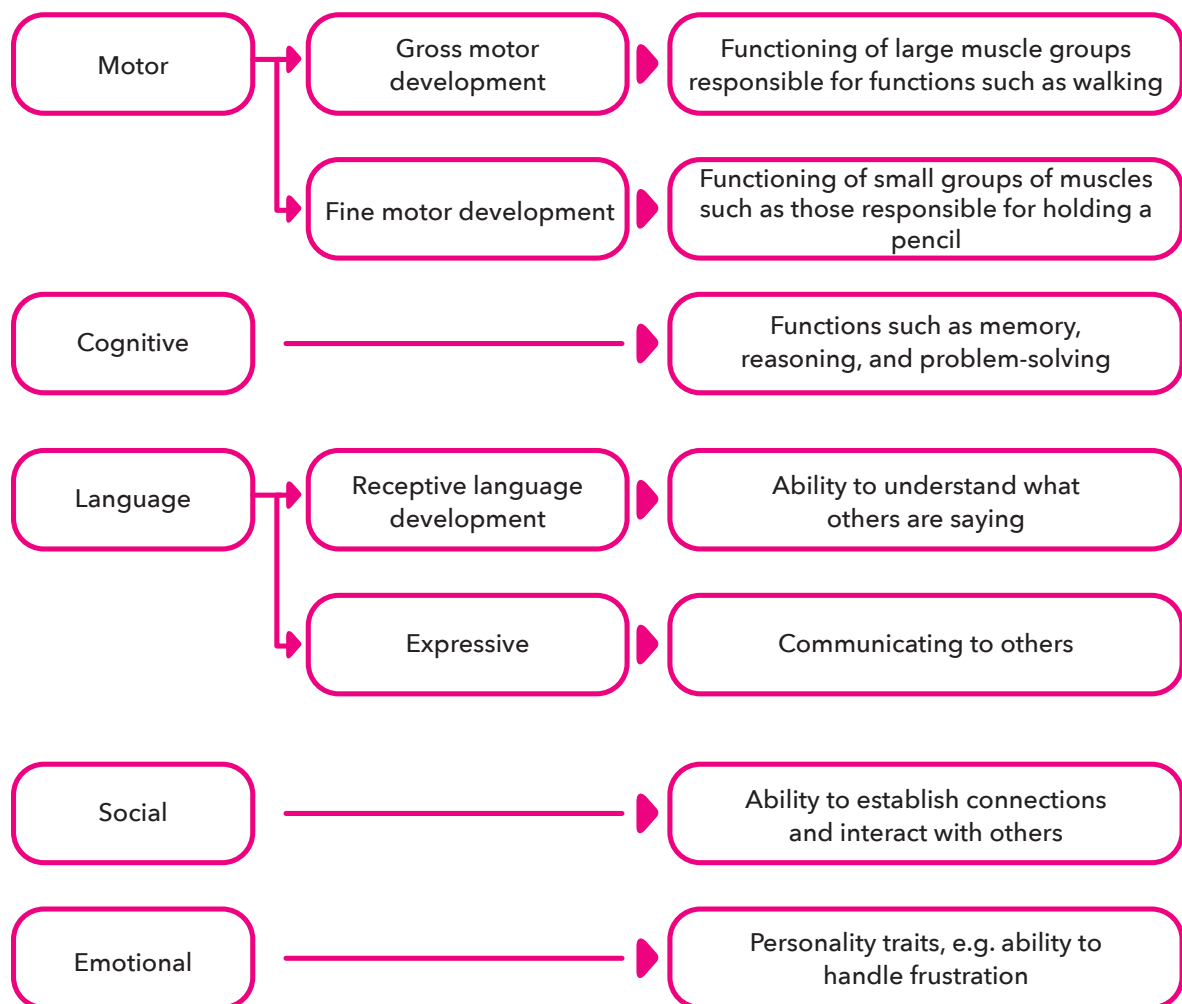 Motor
Gross motor
development
Functioning of large muscle groups
responsible for functions such as walking
Fine motor development
Functioning of small groups of muscles
such as those responsible for holding a
pencil
Cognitive
Functions such as memory,
reasoning, and problem-solving
Language
Receptive language
development
Ability to understand what
others are saying
Expressive
Communicating to others
Social
Ability to establish connections
and interact with others
Emotional
Personality traits, e.g. ability to
handle frustration